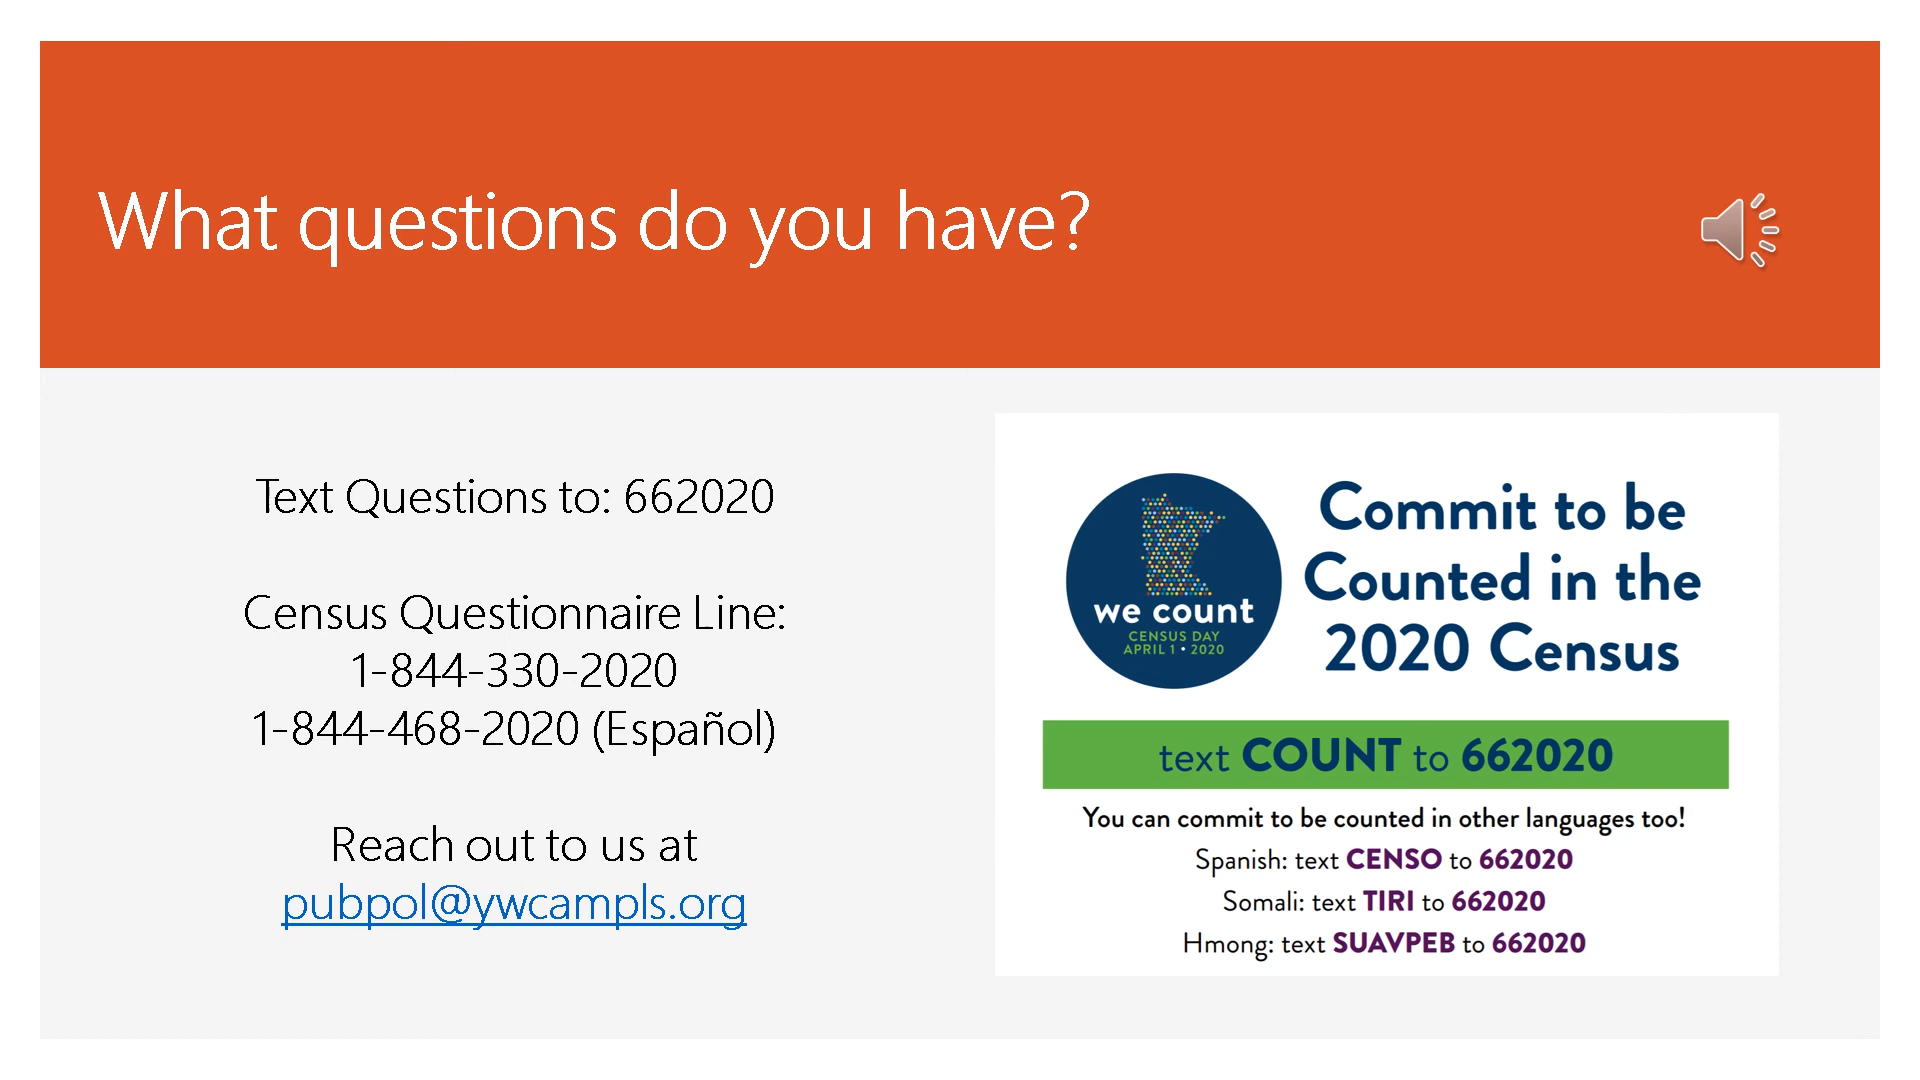 What questions do you have?
Text Questions to: 662020
Census Questionnaire Line:
1-844-330-2020
1-844-468-2020 (Español)
Reach out to us at
pubpol@ywcampls.org
we count
CENSUS DAY
APRIL 1 • 2020
Commit to be
Counted in the
2020 Census
text COUNT to 662020
You can commit to be counted in other languages too!
Spanish: text CENSO to 662020
Somali: text TIRI to 662020
Hmong: text SUAVPEB to 662020